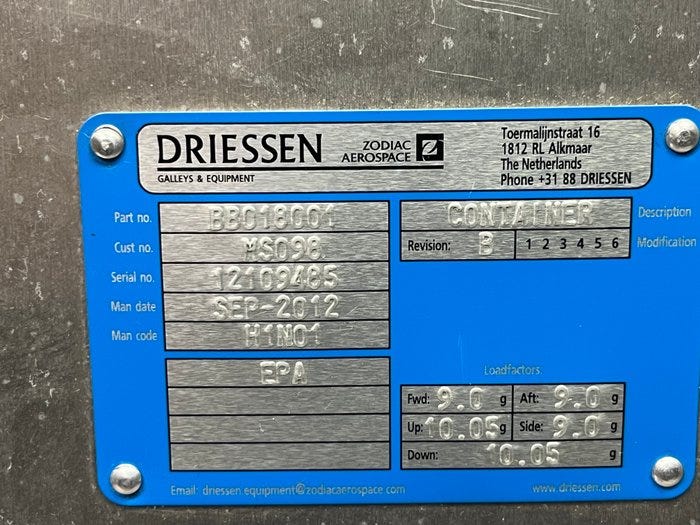 DRIESSEN
GALLEYS & EQUIPMENT
ZODIAC
AEROSPACE
Toermalijnstraat 16
1812 RL Alkmaar
The Netherlands
Phone +31 88 DRIESSEN
Part no. BB018001
Cust no. MS098
Serial no. 12109485
Man date SEP-2012
Man code H1N01
EPA
CONTAINER Description
Revision: B 1 2 3 4 5 6 Modification
Loadfactors
Fwd: 9.0 g Aft: 9.0 g
Up: 10.05 g Side: 9.0 g
Down: 10.05 g
Email: driessen.equipment@zodiacaerospace.com
www.driessen.com